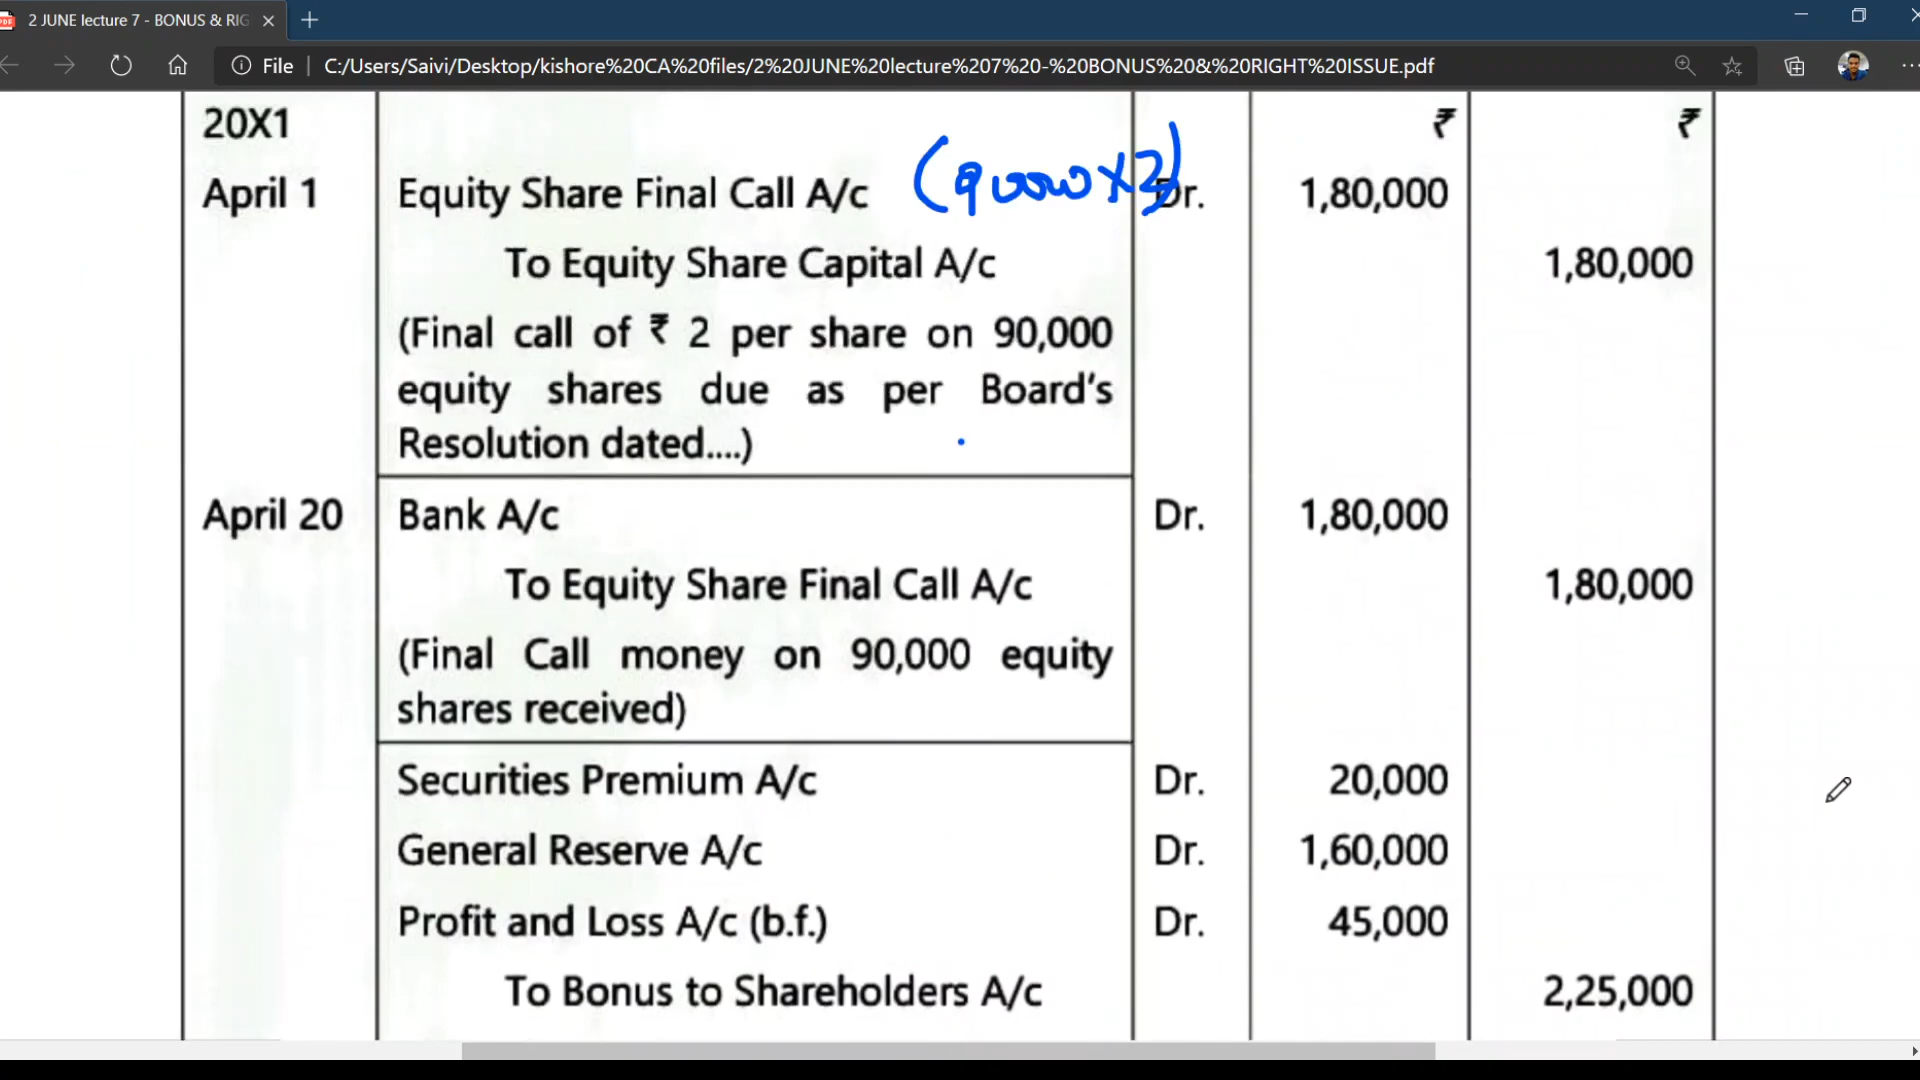 2 JUNE lecture 7 - BONUS & RIG
File C:/Users/Saivi/Desktop/kishore%20CA%20files/2%20JUNE%20lecture%207%20-%20BONUS%20&%20RIGHT%20ISSUE.pdf
20X1 ₹ ₹
(90000 X 2)
April 1 Equity Share Final Call A/c Dr. 1,80,000
To Equity Share Capital A/c 1,80,000
(Final call of ₹ 2 per share on 90,000
equity shares due as per Board's
Resolution dated....)
April 20 Bank A/c Dr. 1,80,000
To Equity Share Final Call A/c 1,80,000
(Final Call money on 90,000 equity
shares received)
Securities Premium A/c Dr. 20,000
General Reserve A/c Dr. 1,60,000
Profit and Loss A/c (b.f.) Dr. 45,000
To Bonus to Shareholders A/c 2,25,000